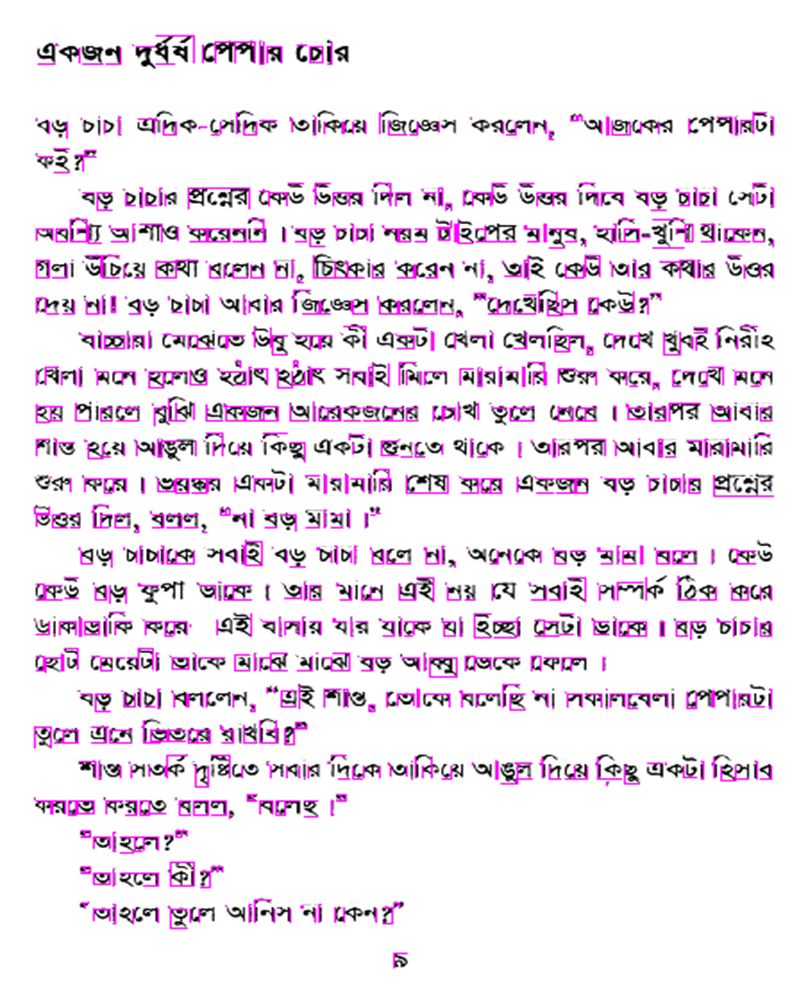 একজন দুর্ধর্ষ পেপার চোর
বড় চাচা এদিক-সেদিক তাকিয়ে জিজ্ঞেস করলেন, “আজকের পেপারটা
কই?”
বড় চাচার প্রশ্নের কেউ উত্তর দিল না, কেউ উত্তর দিবে বড় চাচা সেটা
অবশ্যি আশাও করেননি । বড় চাচা নরম টাইপের মানুষ, হাসি-খুশি থাকেন,
গলা উঁচিয়ে কথা বলেন না, চিৎকার করেন না, তাই কেউ তার কথার উত্তর
দেয় না! বড় চাচা আবার জিজ্ঞেস করলেন, “দেখেছিস কেউ?”
বাচ্চারা মেঝেতে উবু হয়ে কী একটা খেলা খেলছিল, দেখে খুবই নিরীহ
খেলা মনে হলেও হঠাৎ হঠাৎ সবাই মিলে মারামারি শুরু করে, দেখে মনে
হয় পারলে বুঝি একজন আরেকজনের চোখ তুলে নেবে । তারপর আবার
শান্ত হয়ে আঙুল দিয়ে কিছু একটা গুনতে থাকে । তারপর আবার মারামারি
শুরু করে । ভয়ঙ্কর একটা মারামারি শেষ করে একজন বড় চাচার প্রশ্নের
উত্তর দিল, বলল, “না বড় মামা ।”
বড় চাচাকে সবাই বড় চাচা বলে না, অনেকে বড় মামা বলে । কেউ
কেউ বড় ফুপা ডাকে । তার মানে এই নয় যে সবাই সম্পর্ক ঠিক করে
ডাকাডাকি করে এই বাসায় যার যাকে যা ইচ্ছা সেটা ডাকে । বড় চাচার
ছোট মেয়েটা তাকে মাঝে মাঝে বড় আব্বু ডেকে ফেলে ।
বড় চাচা বললেন, “এই শান্ত, তোকে বলেছি না সকালবেলা পেপারটা
তুলে এনে ভিতরে রাখবি?”
শান্ত সতর্ক দৃষ্টিতে সবার দিকে তাকিয়ে আঙুল দিয়ে কিছু একটা হিসাব
করতে করতে বলল, “বলেছ ।”
“তাহলে?”
“তাহলে কী?”
“তাহলে তুলে আনিস না কেন?”
৯